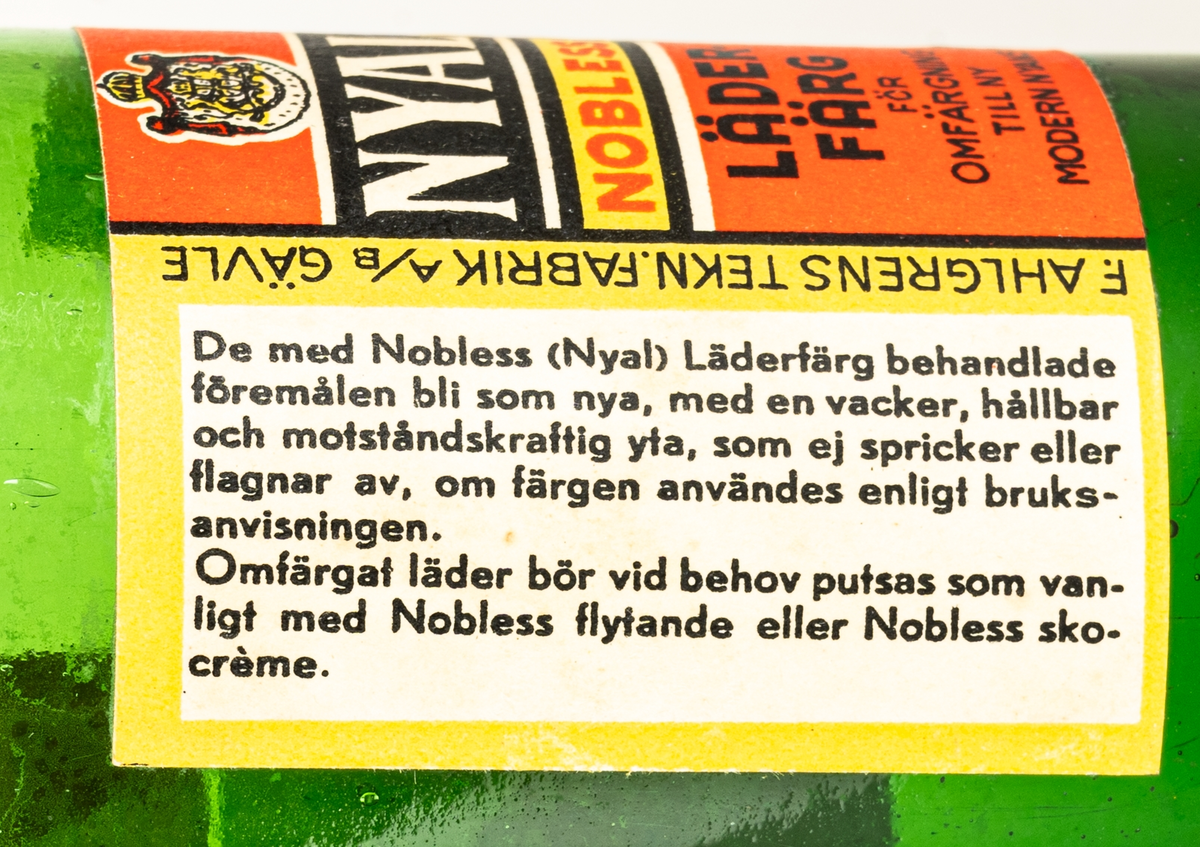 NYAL
NOBLESS
LÄDER
FÄRG
FÖR
OMFÄRGNING
TILL NY
MODERN NYANS
F. AHLGRENS TEKN. FABRIK A/B GÄVLE
De med Nobless (Nyal) Läderfärg behandlade
föremålen bli som nya, med en vacker, hållbar
och motståndskraftig yta, som ej spricker eller
flagnar av, om färgen användes enligt bruks-
anvisningen.
Omfärgat läder bör vid behov putsas som van-
ligt med Nobless flytande eller Nobless sko-
crème.